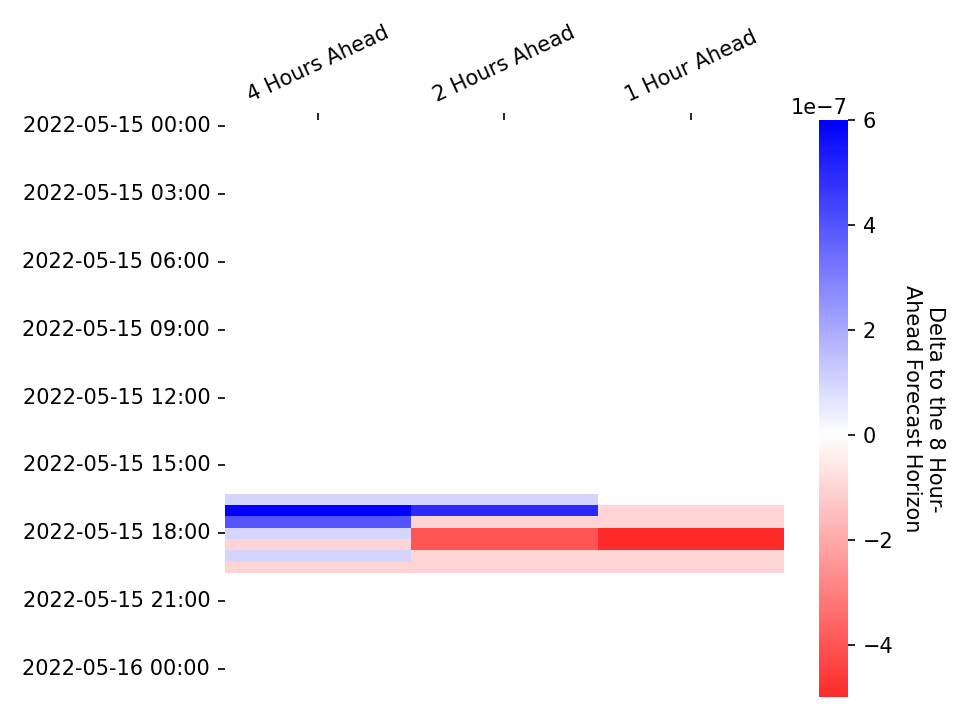 4 Hours Ahead
2 Hours Ahead
1 Hour Ahead
1e−7
2022-05-15 00:00
2022-05-15 03:00
2022-05-15 06:00
2022-05-15 09:00
2022-05-15 12:00
2022-05-15 15:00
2022-05-15 18:00
2022-05-15 21:00
2022-05-16 00:00
6
4
2
0
−2
−4
Delta to the 8 Hour-
Ahead Forecast Horizon